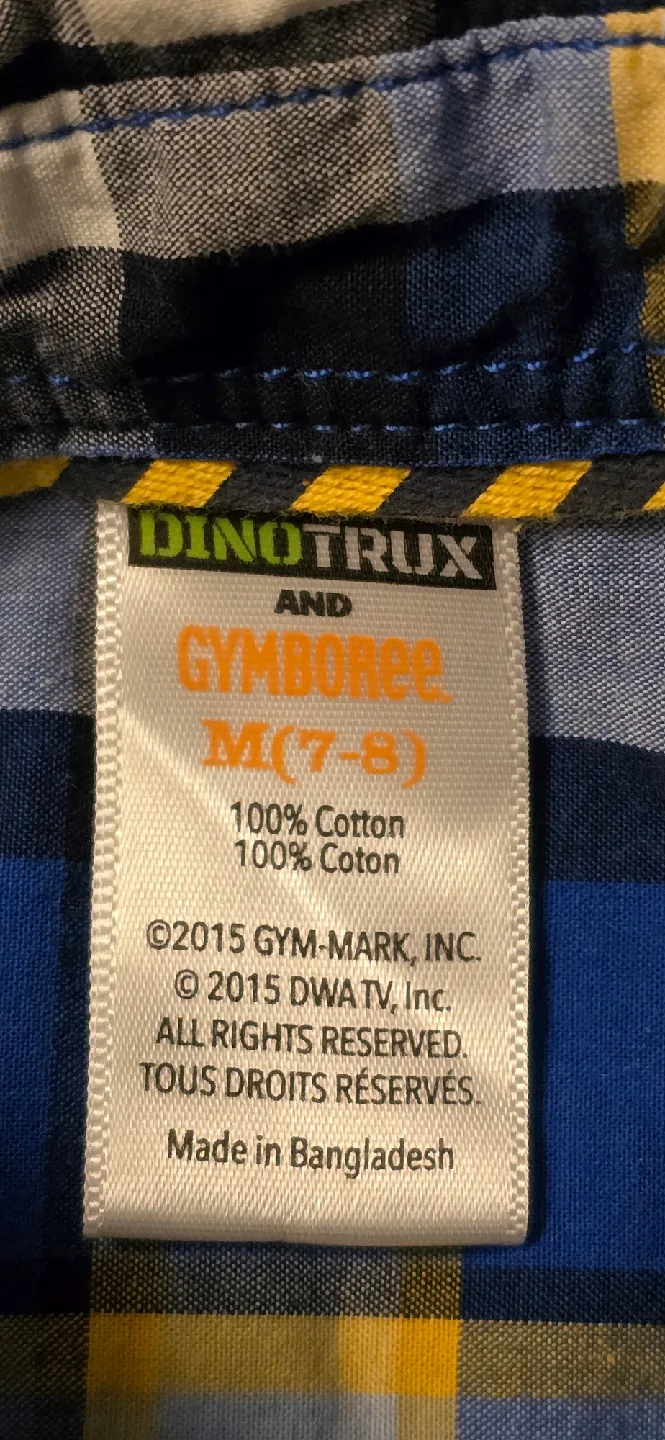 DINOTRUX
AND
GYMBOREE
M(7-8)
100% Cotton
100% Coton
©2015 GYM-MARK, INC.
© 2015 DWA TV, Inc.
ALL RIGHTS RESERVED.
TOUS DROITS RÉSERVÉS.
Made in Bangladesh